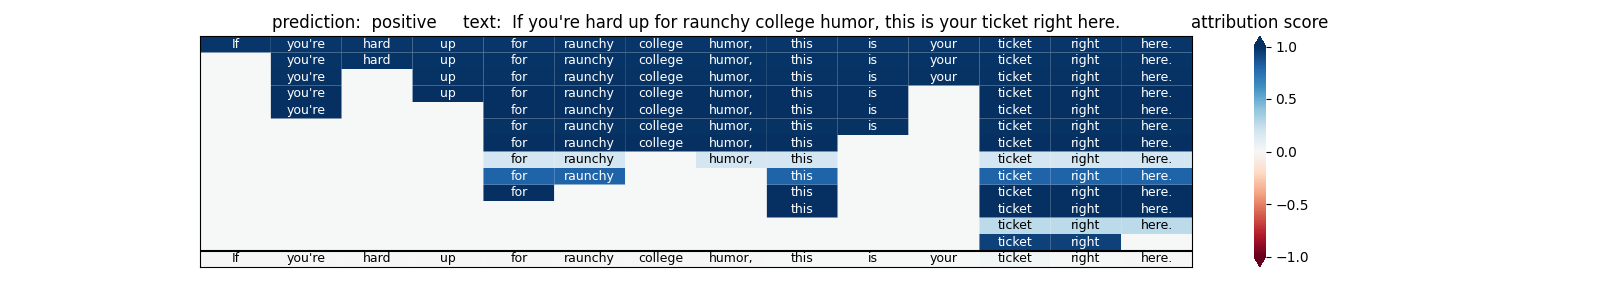 prediction:  positive     text:  If you're hard up for raunchy college humor, this is your ticket right here.     attribution score
If you're hard up for raunchy college humor, this is your ticket right here.
you're hard up for raunchy college humor, this is your ticket right here.
you're up for raunchy college humor, this is your ticket right here.
you're up for raunchy college humor, this is ticket right here.
you're for raunchy college humor, this is ticket right here.
for raunchy college humor, this is ticket right here.
for raunchy college humor, this ticket right here.
for raunchy humor, this ticket right here.
for raunchy this ticket right here.
for this ticket right here.
this ticket right here.
ticket right here.
ticket right
If you're hard up for raunchy college humor, this is your ticket right here.
1.0
0.5
0.0
−0.5
−1.0